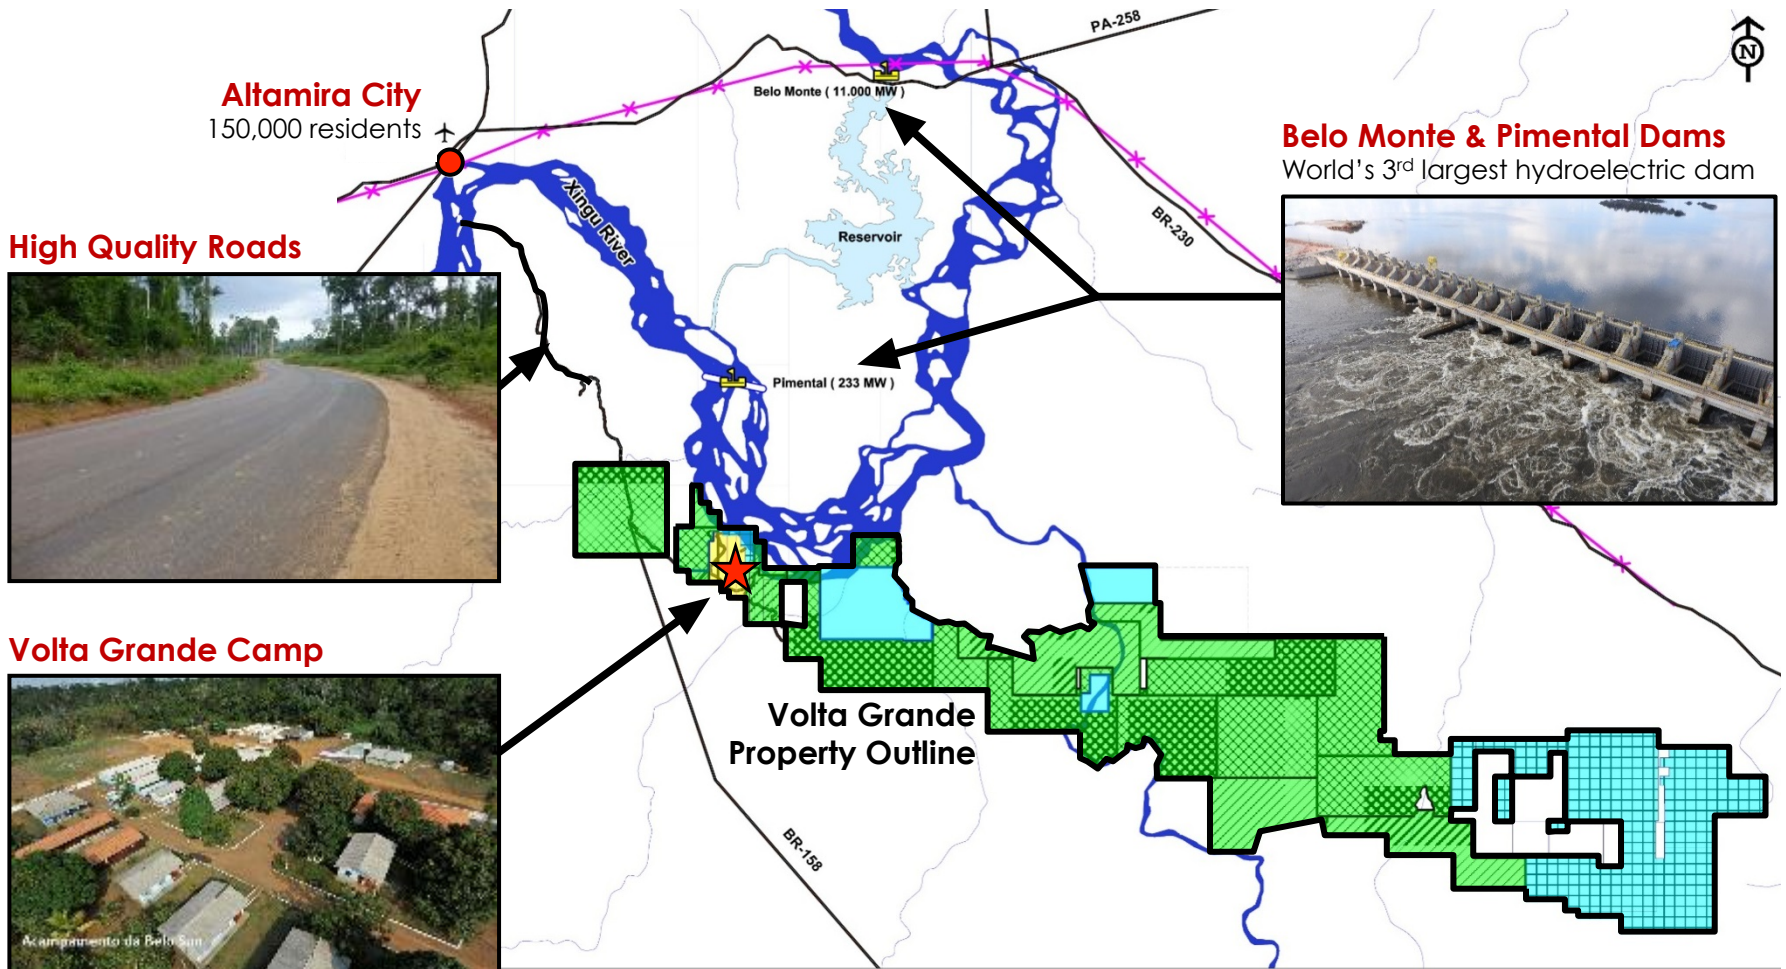 PA-258
N
Altamira City
150,000 residents
Belo Monte ( 11.000 MW )
Belo Monte & Pimental Dams
World's 3rd largest hydroelectric dam
Xingu River
BR-230
High Quality Roads
Reservoir
Pimental ( 233 MW )
Volta Grande Camp
Volta Grande
Property Outline
BR-158
Acampamento da Belo Sun